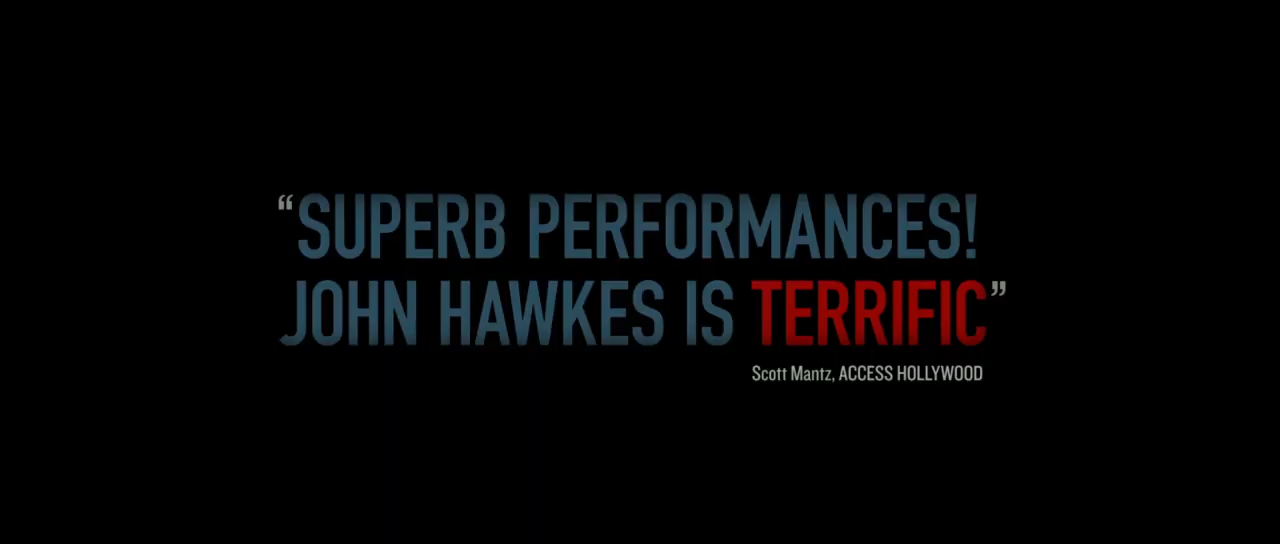 “SUPERB PERFORMANCES!
JOHN HAWKES IS TERRIFIC”
Scott Mantz, ACCESS HOLLYWOOD